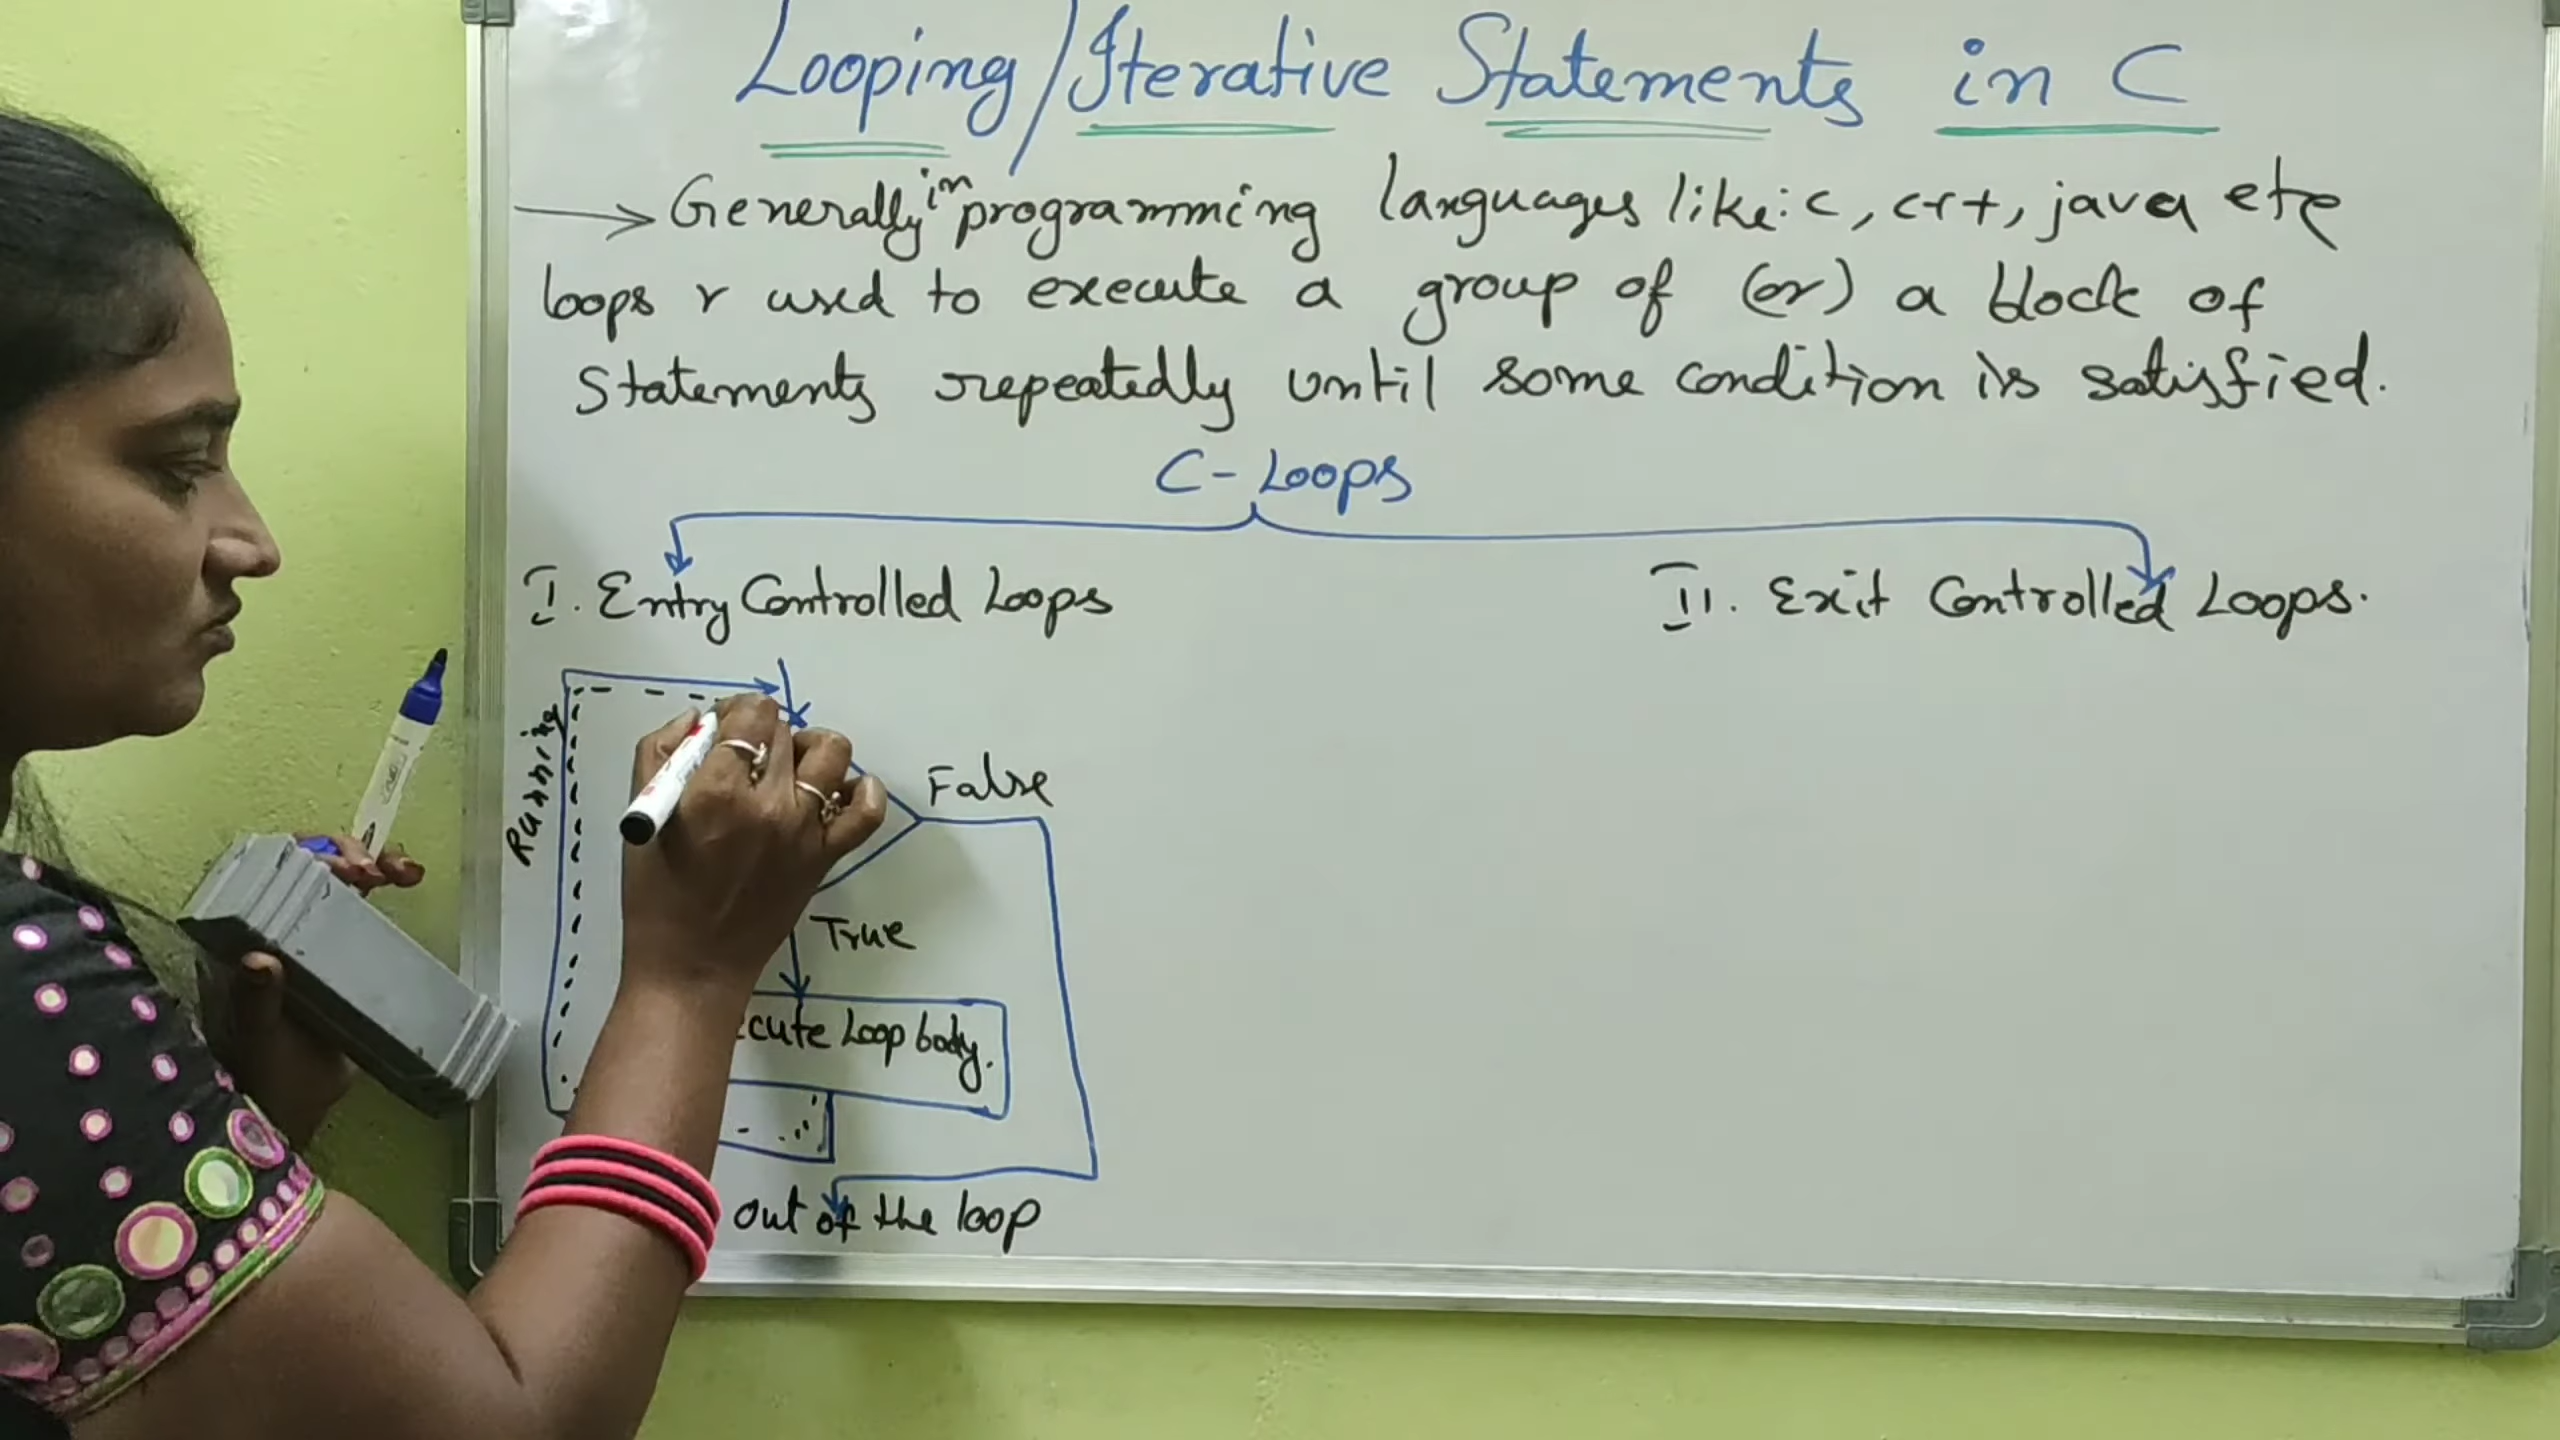 Looping/Iterative Statements in C
→ Generally in programming languages like: C, C++, java etc
loops r used to execute a group of (or) a block of
statements repeatedly until some condition is satisfied.
C-Loops
I. Entry Controlled Loops
II. Exit Controlled Loops.
Running
False
True
ecute Loop body.
out of the loop